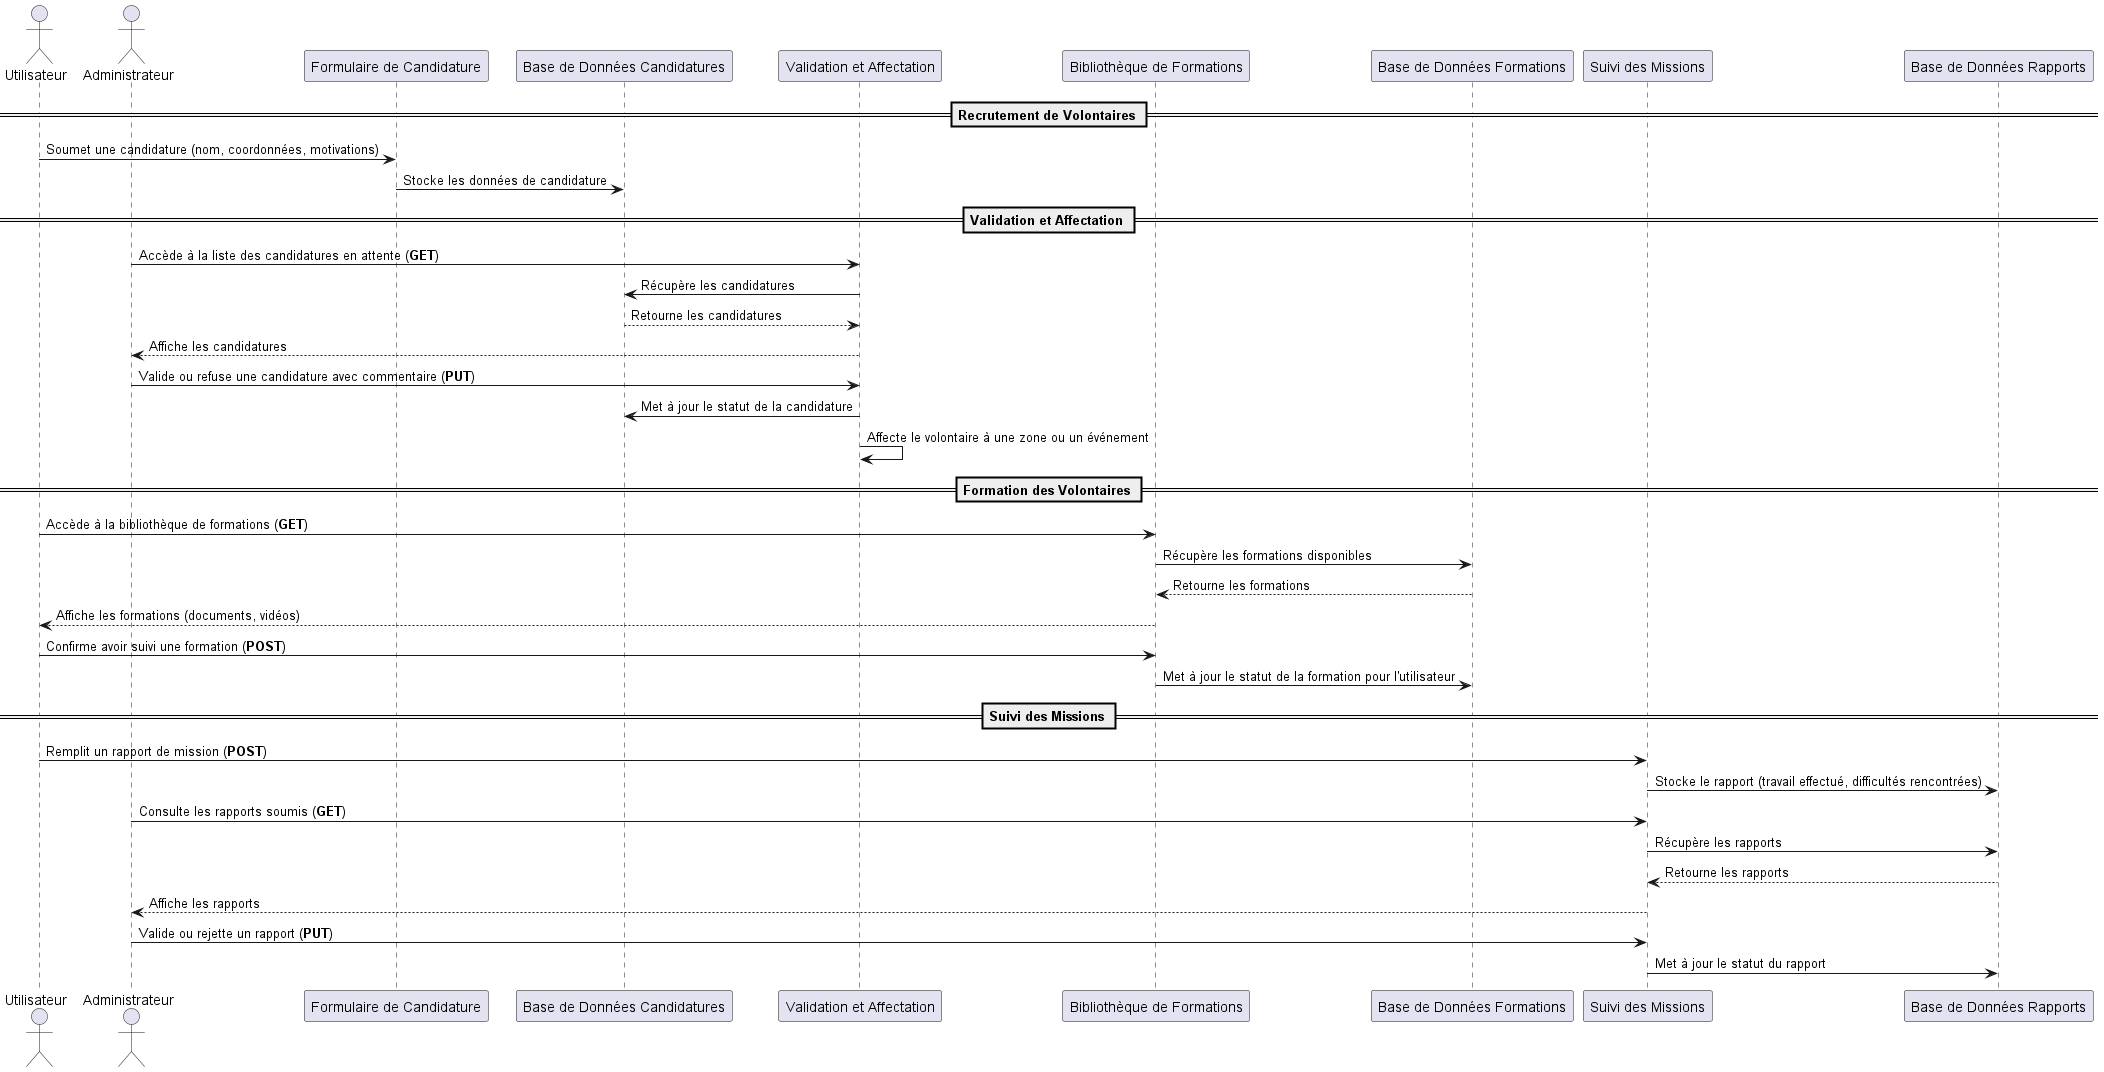 Utilisateur
Administrateur
Formulaire de Candidature
Base de Données Candidatures
Validation et Affectation
Bibliothèque de Formations
Base de Données Formations
Suivi des Missions
Base de Données Rapports
Recrutement de Volontaires
Soumet une candidature (nom, coordonnées, motivations)
Stocke les données de candidature
Validation et Affectation
Accède à la liste des candidatures en attente (GET)
Récupère les candidatures
Retourne les candidatures
Affiche les candidatures
Valide ou refuse une candidature avec commentaire (PUT)
Met à jour le statut de la candidature
Affecte le volontaire à une zone ou un événement
Formation des Volontaires
Accède à la bibliothèque de formations (GET)
Récupère les formations disponibles
Retourne les formations
Affiche les formations (documents, vidéos)
Confirme avoir suivi une formation (POST)
Met à jour le statut de la formation pour l'utilisateur
Suivi des Missions
Remplit un rapport de mission (POST)
Stocke le rapport (travail effectué, difficultés rencontrées)
Consulte les rapports soumis (GET)
Récupère les rapports
Retourne les rapports
Affiche les rapports
Valide ou rejette un rapport (PUT)
Met à jour le statut du rapport
Utilisateur
Administrateur
Formulaire de Candidature
Base de Données Candidatures
Validation et Affectation
Bibliothèque de Formations
Base de Données Formations
Suivi des Missions
Base de Données Rapports